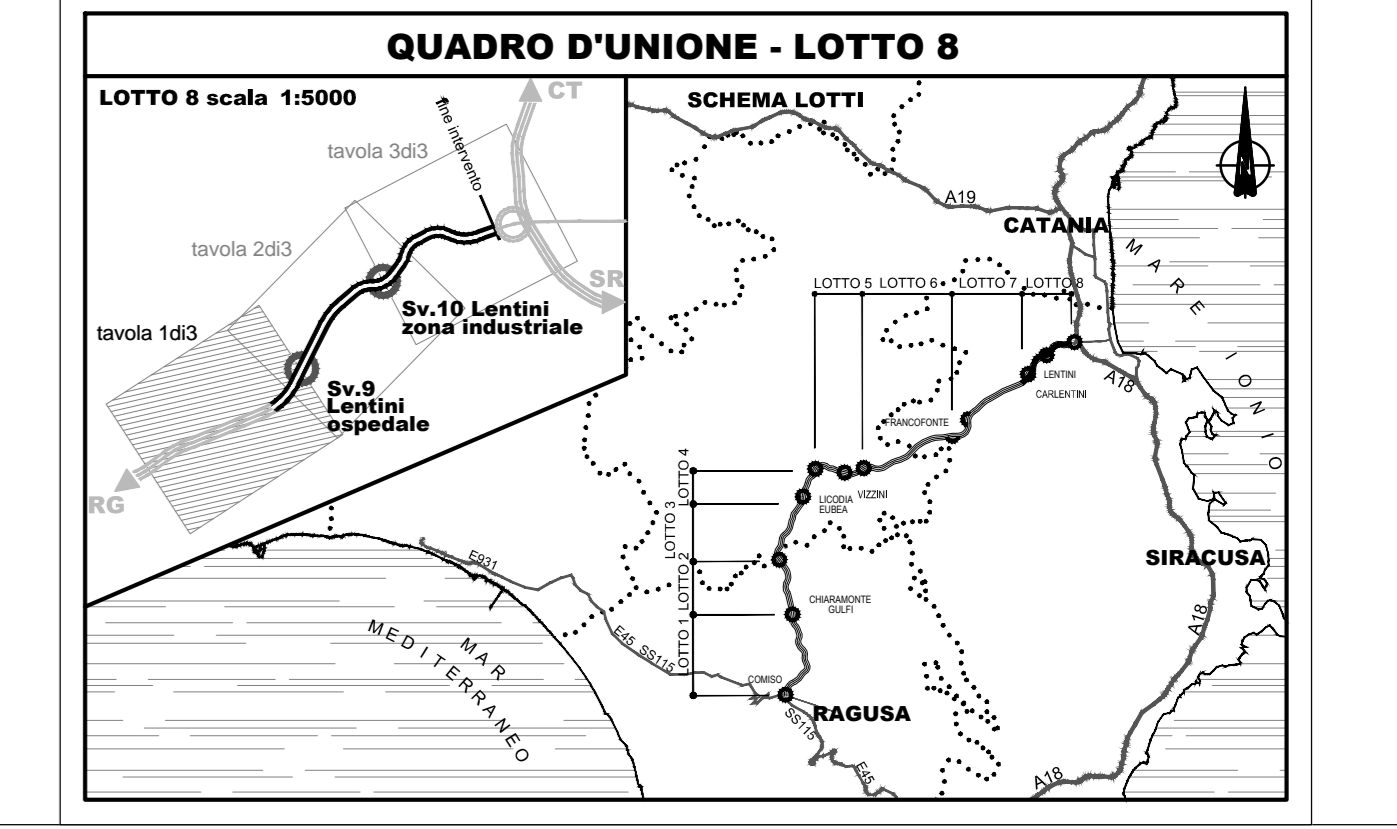 QUADRO D'UNIONE - LOTTO 8
LOTTO 8 scala 1:5000
CT
fine intervento
tavola 3di3
tavola 2di3
tavola 1di3
SR
Sv.10 Lentini
zona industriale
Sv.9
Lentini
ospedale
RG
SCHEMA LOTTI
A19
CATANIA
MARE IONIO
LOTTO 5
LOTTO 6
LOTTO 7
LOTTO 8
LENTINI
CARLENTINI
A18
FRANCOFONTE
LOTTO 4
LOTTO 3
LOTTO 2
LOTTO 1
LICODIA
EUBEA
VIZZINI
SIRACUSA
E931
CHIARAMONTE
GULFI
A18
MAR
MEDITERRANEO
E45 SS115
COMISO
RAGUSA
SS115
E45
A18